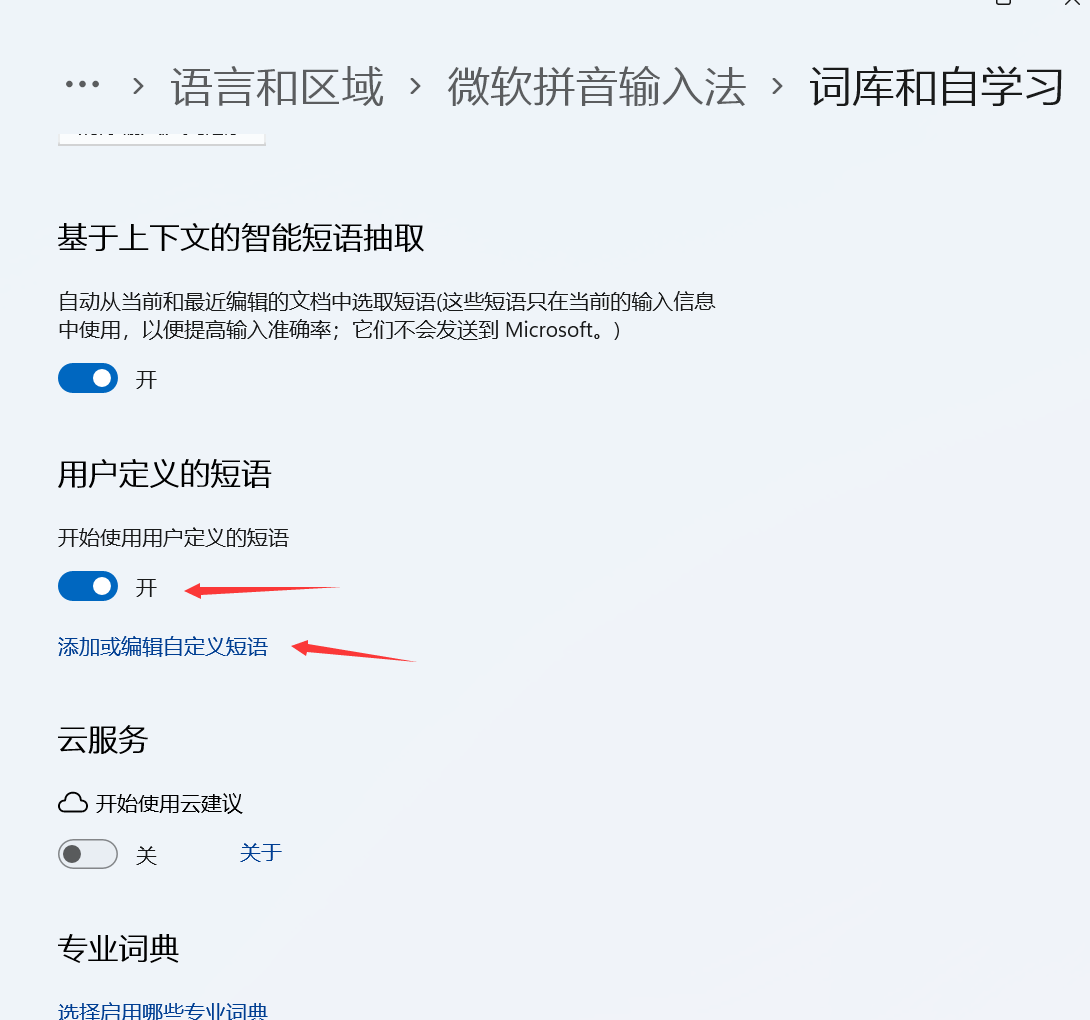 … > 语言和区域 > 微软拼音输入法 > 词库和自学习
基于上下文的智能短语抽取
自动从当前和最近编辑的文档中选取短语(这些短语只在当前的输入信息
中使用，以便提高输入准确率；它们不会发送到 Microsoft。)
开
用户定义的短语
开始使用用户定义的短语
开
添加或编辑自定义短语
云服务
开始使用云建议
关 关于
专业词典
选择启用哪些专业词典